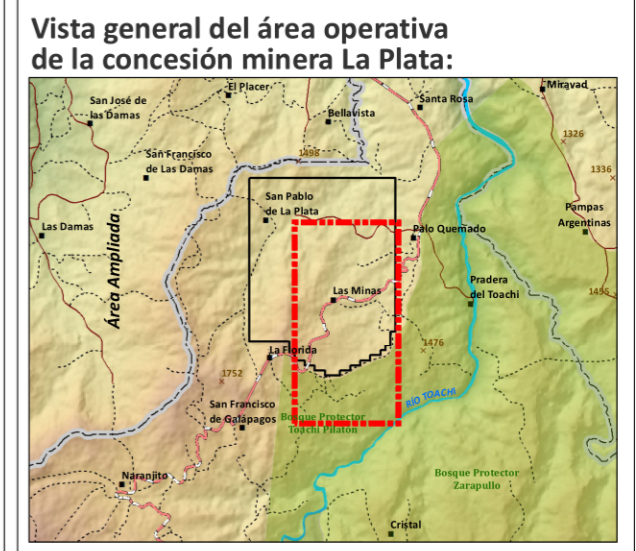 Vista general del área operativa
de la concesión minera La Plata:
El Placer
Miravad
San José de
las Damas
Santa Rosa
Bellavista
1326
San Francisco
de Las Damas
1498
1336
San Pablo
de La Plata
Pampas
Argentinas
Las Damas
Área Ampliada
Palo Quemado
Las Minas
Pradera
del Toachi
1495
1476
La Florida
1752
San Francisco
de Galápagos
RÍO TOACHI
Bosque Protector
Toachi Pilatón
Naranjito
Bosque Protector
Zarapullo
Cristal